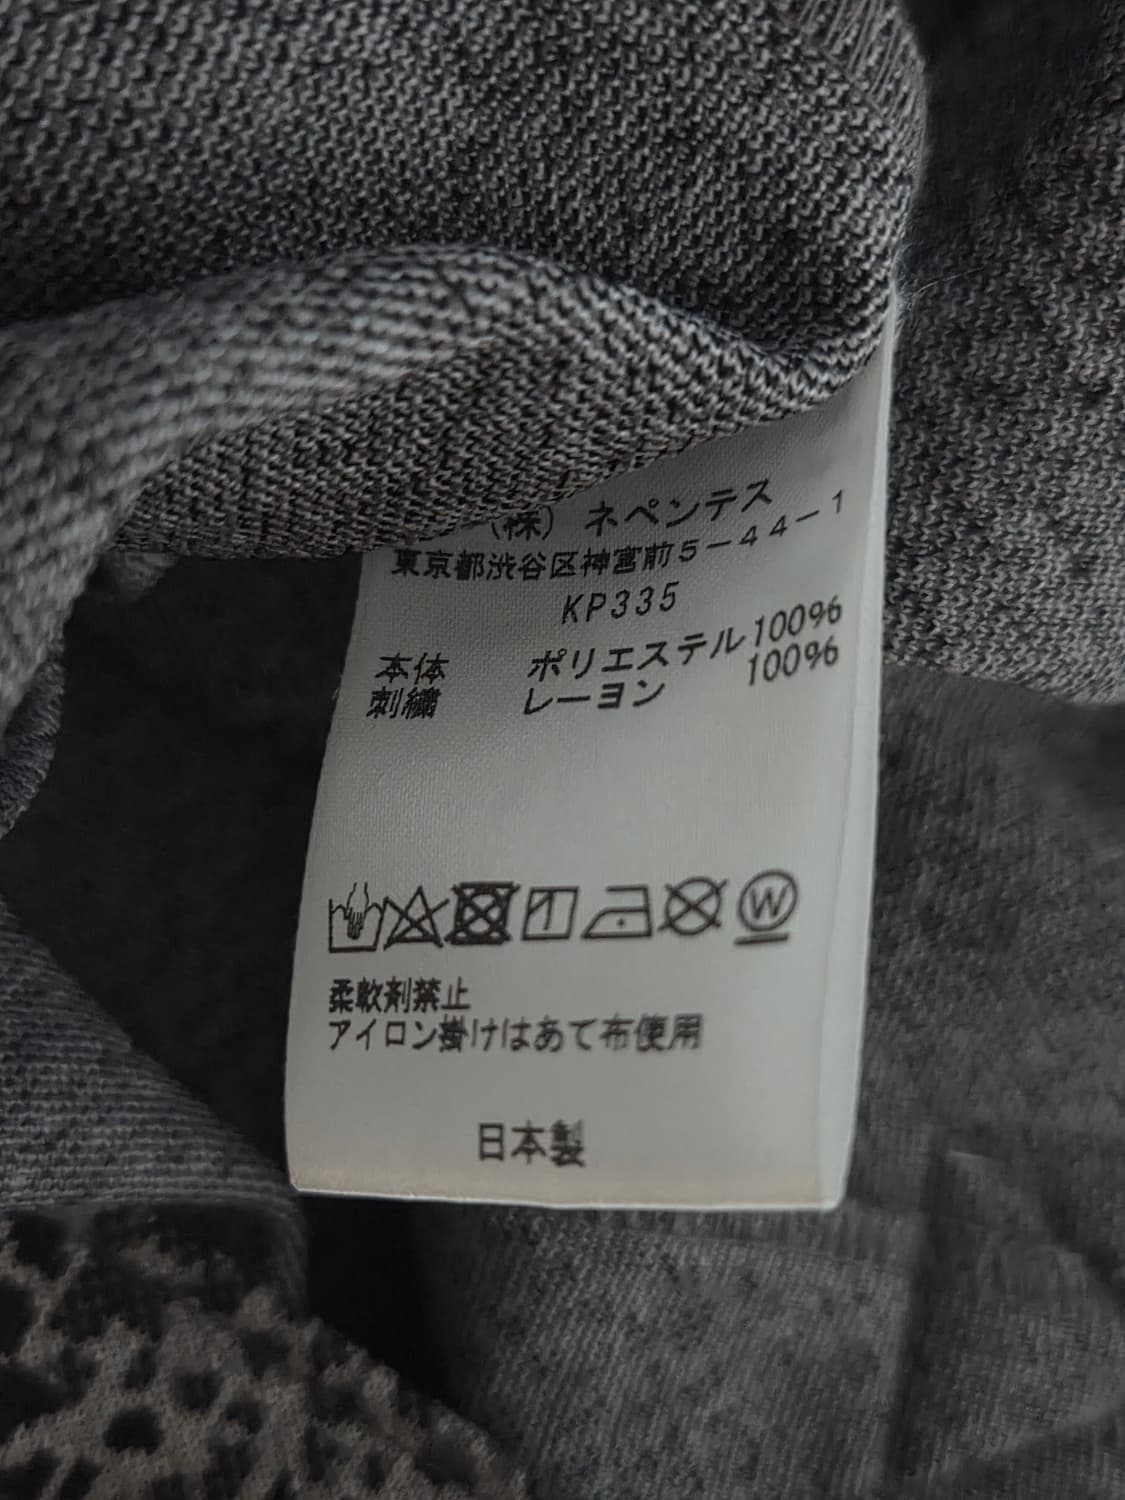 (株) ネペンテス
東京都渋谷区神宮前5-44-1
KP335
本体 ポリエステル100%
刺繍 レーヨン 100%
W
柔軟剤禁止
アイロン掛けはあて布使用
日本製